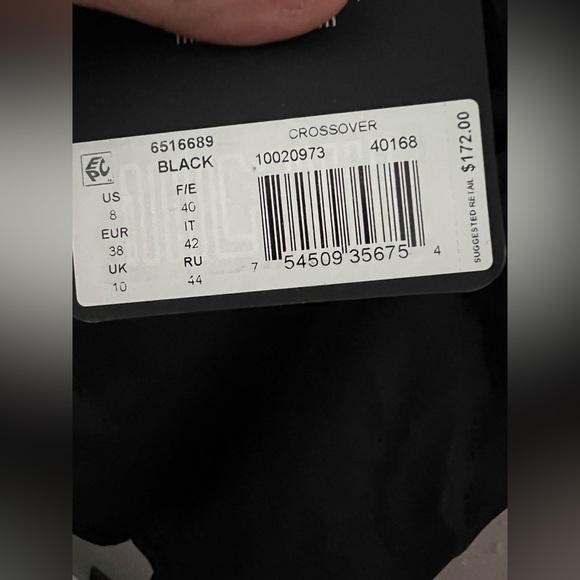 CROSSOVER
6516689
BLACK
10020973 40168
EPC
US
8
EUR
38
UK
10
F/E
40
IT
42
RU
44
7 54509 35675 4
SUGGESTED RETAIL $172.00